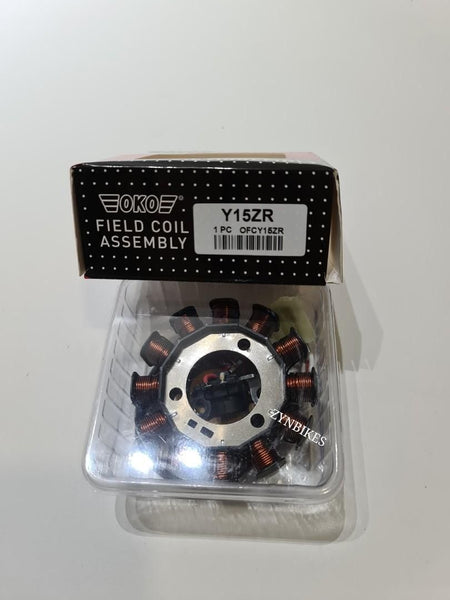 OKO
FIELD COIL
ASSEMBLY
Y15ZR
1 PC OFCY15ZR
ZYNBIKES